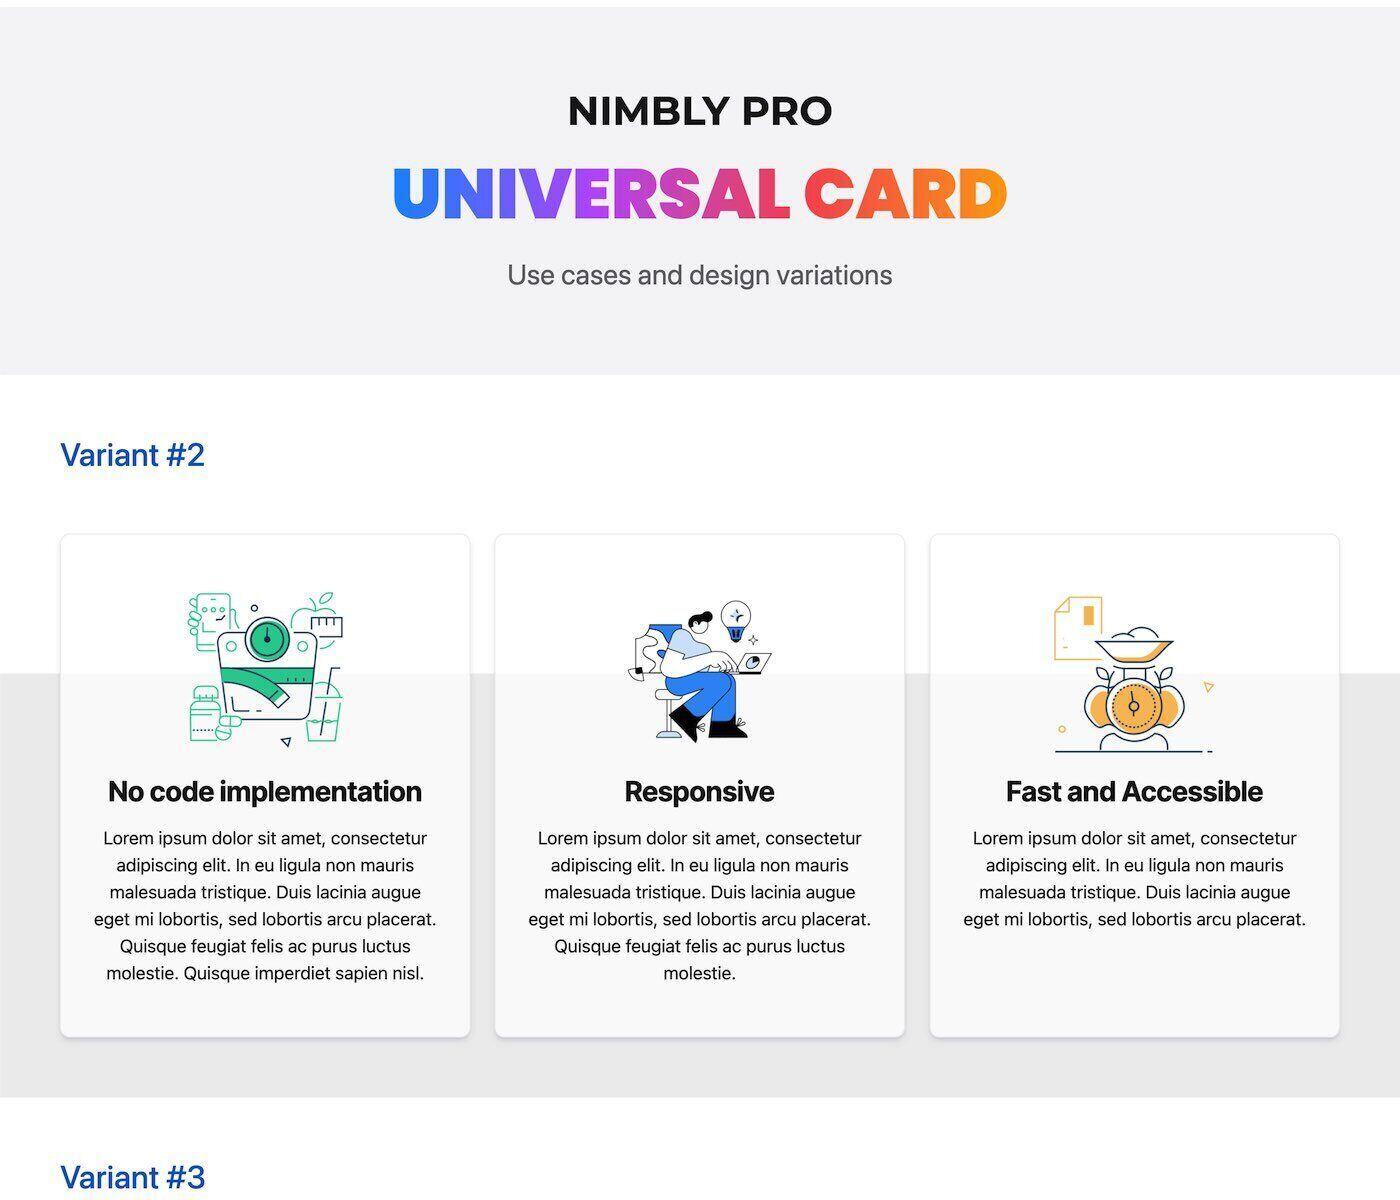 NIMBLY PRO
UNIVERSAL CARD
Use cases and design variations
Variant #2
No code implementation
Lorem ipsum dolor sit amet, consectetur
adipiscing elit. In eu ligula non mauris
malesuada tristique. Duis lacinia augue
eget mi lobortis, sed lobortis arcu placerat.
Quisque feugiat felis ac purus luctus
molestie. Quisque imperdiet sapien nisl.
Responsive
Lorem ipsum dolor sit amet, consectetur
adipiscing elit. In eu ligula non mauris
malesuada tristique. Duis lacinia augue
eget mi lobortis, sed lobortis arcu placerat.
Quisque feugiat felis ac purus luctus
molestie.
Fast and Accessible
Lorem ipsum dolor sit amet, consectetur
adipiscing elit. In eu ligula non mauris
malesuada tristique. Duis lacinia augue
eget mi lobortis, sed lobortis arcu placerat.
Variant #3